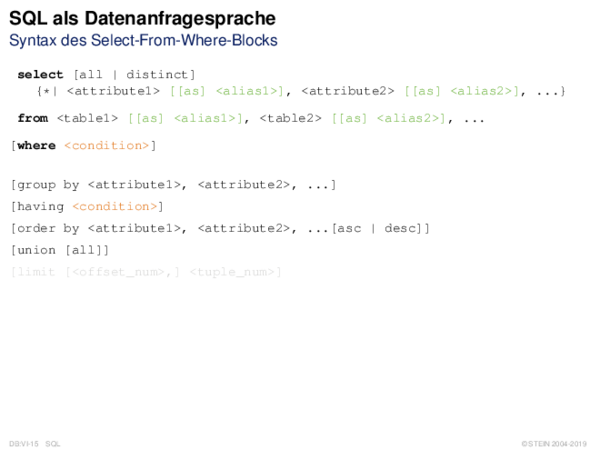 SQL als Datenanfragesprache
Syntax des Select-From-Where-Blocks
select [all | distinct]
{*| <attribute1> [[as] <alias1>], <attribute2> [[as] <alias2>], ...}
from <table1> [[as] <alias1>], <table2> [[as] <alias2>], ...
[where <condition>]
[group by <attribute1>, <attribute2>, ...]
[having <condition>]
[order by <attribute1>, <attribute2>, ...[asc | desc]]
[union [all]]
[limit [<offset_num>,] <tuple_num>]
DB:VI-15 SQL
© STEIN 2004-2019